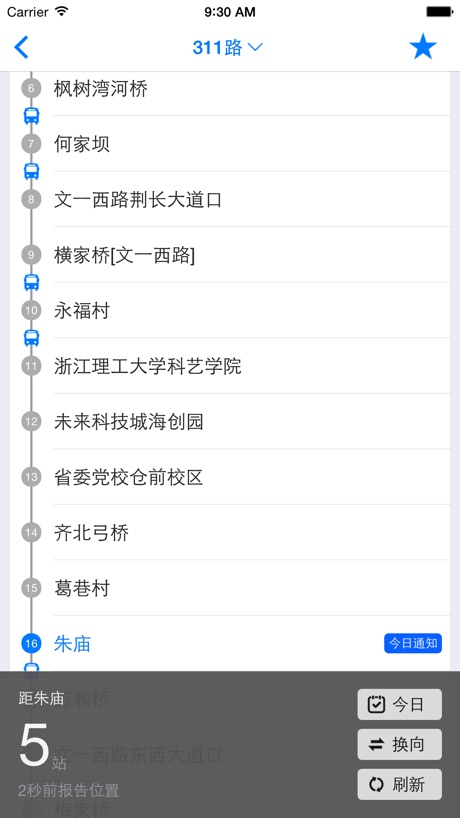 Carrier 9:30 AM
311路
6 枫树湾河桥
7 何家坝
8 文一西路荆长大道口
9 横家桥[文一西路]
10 永福村
11 浙江理工大学科艺学院
12 未来科技城海创园
13 省委党校仓前校区
14 齐北弓桥
15 葛巷村
16 朱庙 今日通知
距朱庙
和桥
今日
5站
文一西路东西大道口
换向
2秒前报告位置
梅家桥
刷新